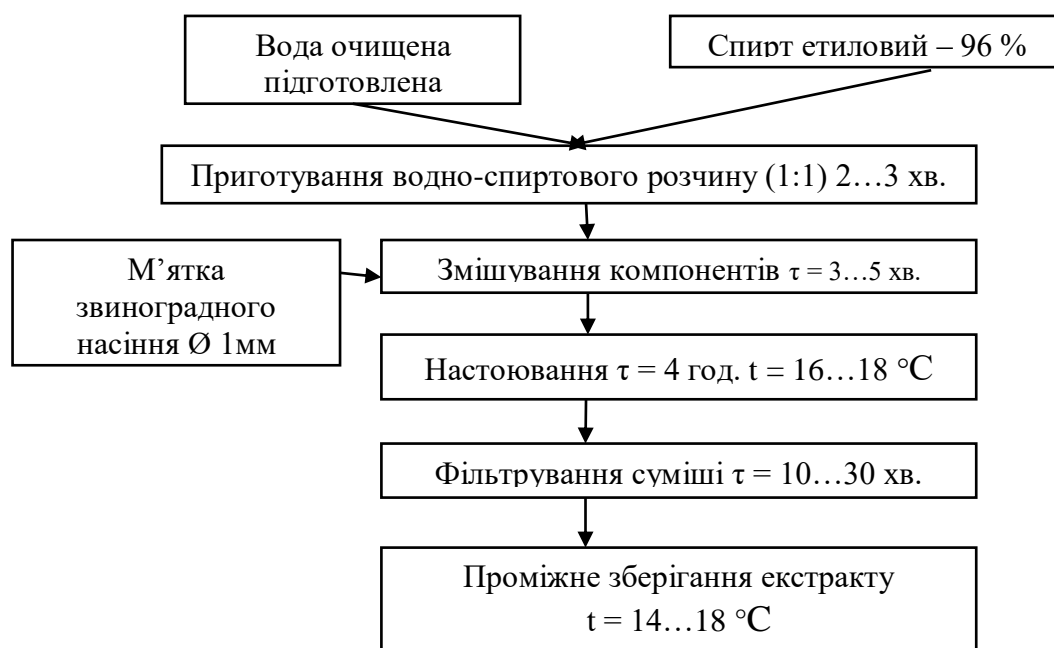 Вода очищена
підготовлена
Спирт етиловий – 96 %
Приготування водно-спиртового розчину (1:1) 2…3 хв.
М’ятка
звиноградного
насіння Ø 1мм
Змішування компонентів τ = 3…5 хв.
Настоювання τ = 4 год. t = 16…18 °С
Фільтрування суміші τ = 10…30 хв.
Проміжне зберігання екстракту
t = 14…18 °С